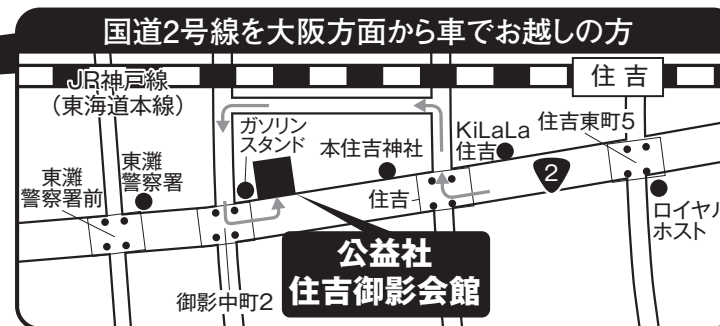 国道2号線を大阪方面から車でお越しの方
JR神戸線
(東海道本線)
住吉
ガソリン
スタンド
本住吉神社
KiLaLa
住吉
住吉東町5
東灘
警察署前
東灘
警察署
住吉
2
ロイヤル
ホスト
公益社
住吉御影会館
御影中町2